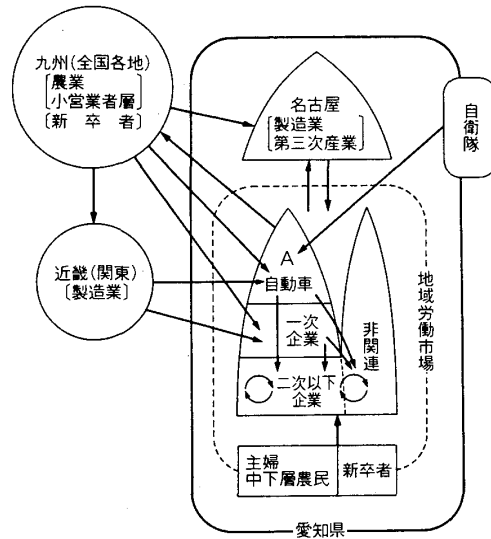 九州(全国各地)
〔農業
小営業者層〕
〔新卒者〕
名古屋
〔製造業
第三次産業〕
自衛隊
近畿(関東)
〔製造業〕
A
自動車
一次
企業
二次以下
企業
非関連
地域労働市場
主婦
中下層農民
新卒者
愛知県